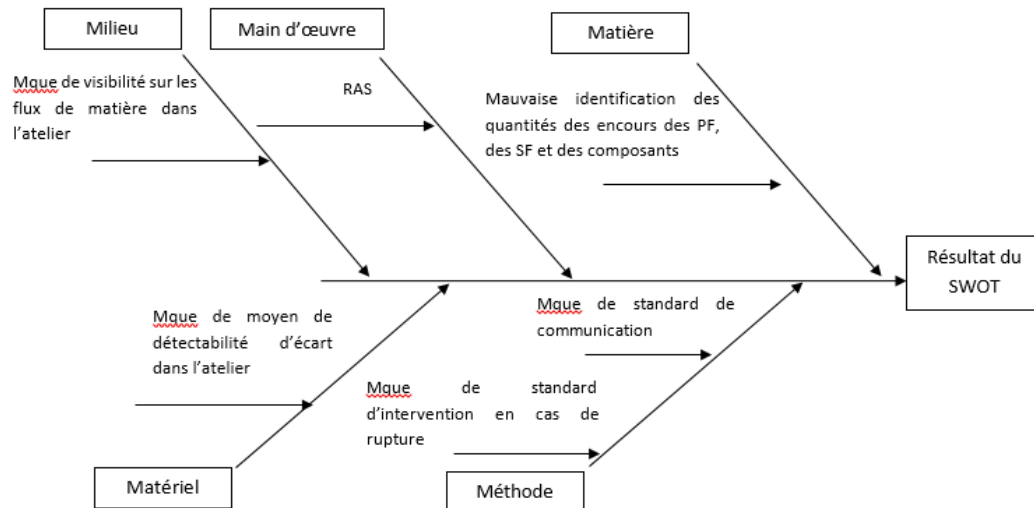 Milieu
Main d’œuvre
Matière
Mque de visibilité sur les
flux de matière dans
l’atelier
RAS
Mauvaise identification des
quantités des encours des PF,
des SF et des composants
Résultat du
SWOT
Mque de moyen de
détectabilité d’écart
dans l’atelier
Mque de standard de
communication
Mque de standard
d’intervention en cas de
rupture
Matériel
Méthode